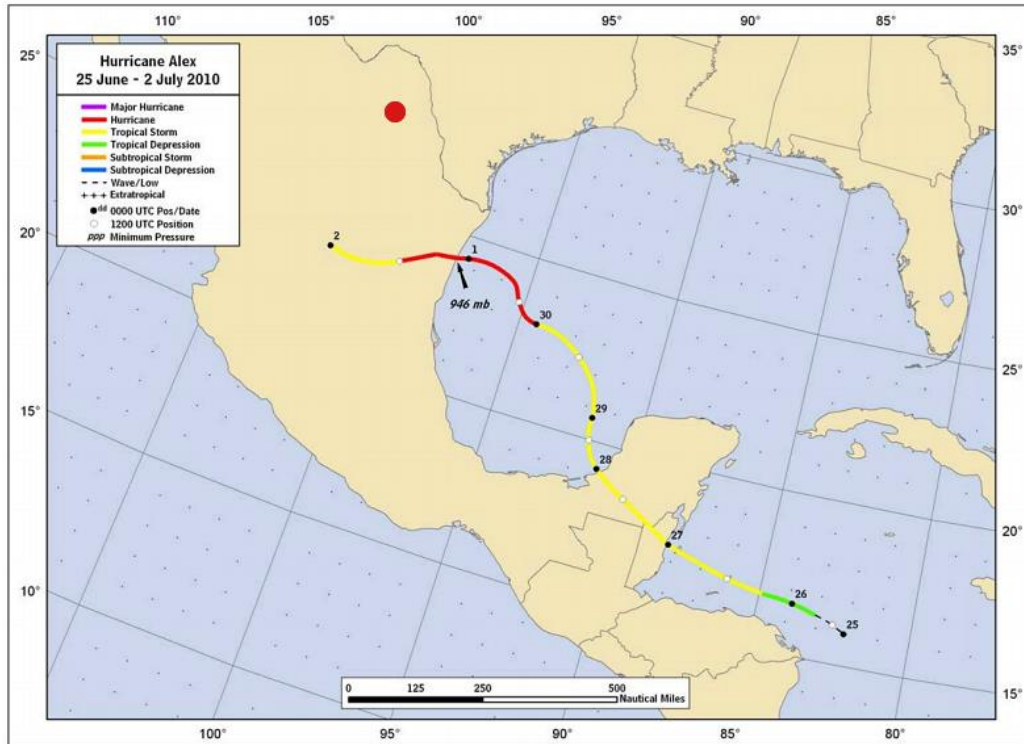 110° 105° 100° 95° 90° 85°
25° 35°
Hurricane Alex
25 June - 2 July 2010
Major Hurricane
Hurricane
Tropical Storm
Tropical Depression
Subtropical Storm
Subtropical Depression
Wave/Low
Extratropical
dd 0000 UTC Pos/Date
1200 UTC Position
ppp Minimum Pressure
30°
20°
2
1
946 mb
30
25°
15°
29
28
20°
27
10°
26
25
0 125 250 500
Nautical Miles
15°
100° 95° 90° 85° 80°